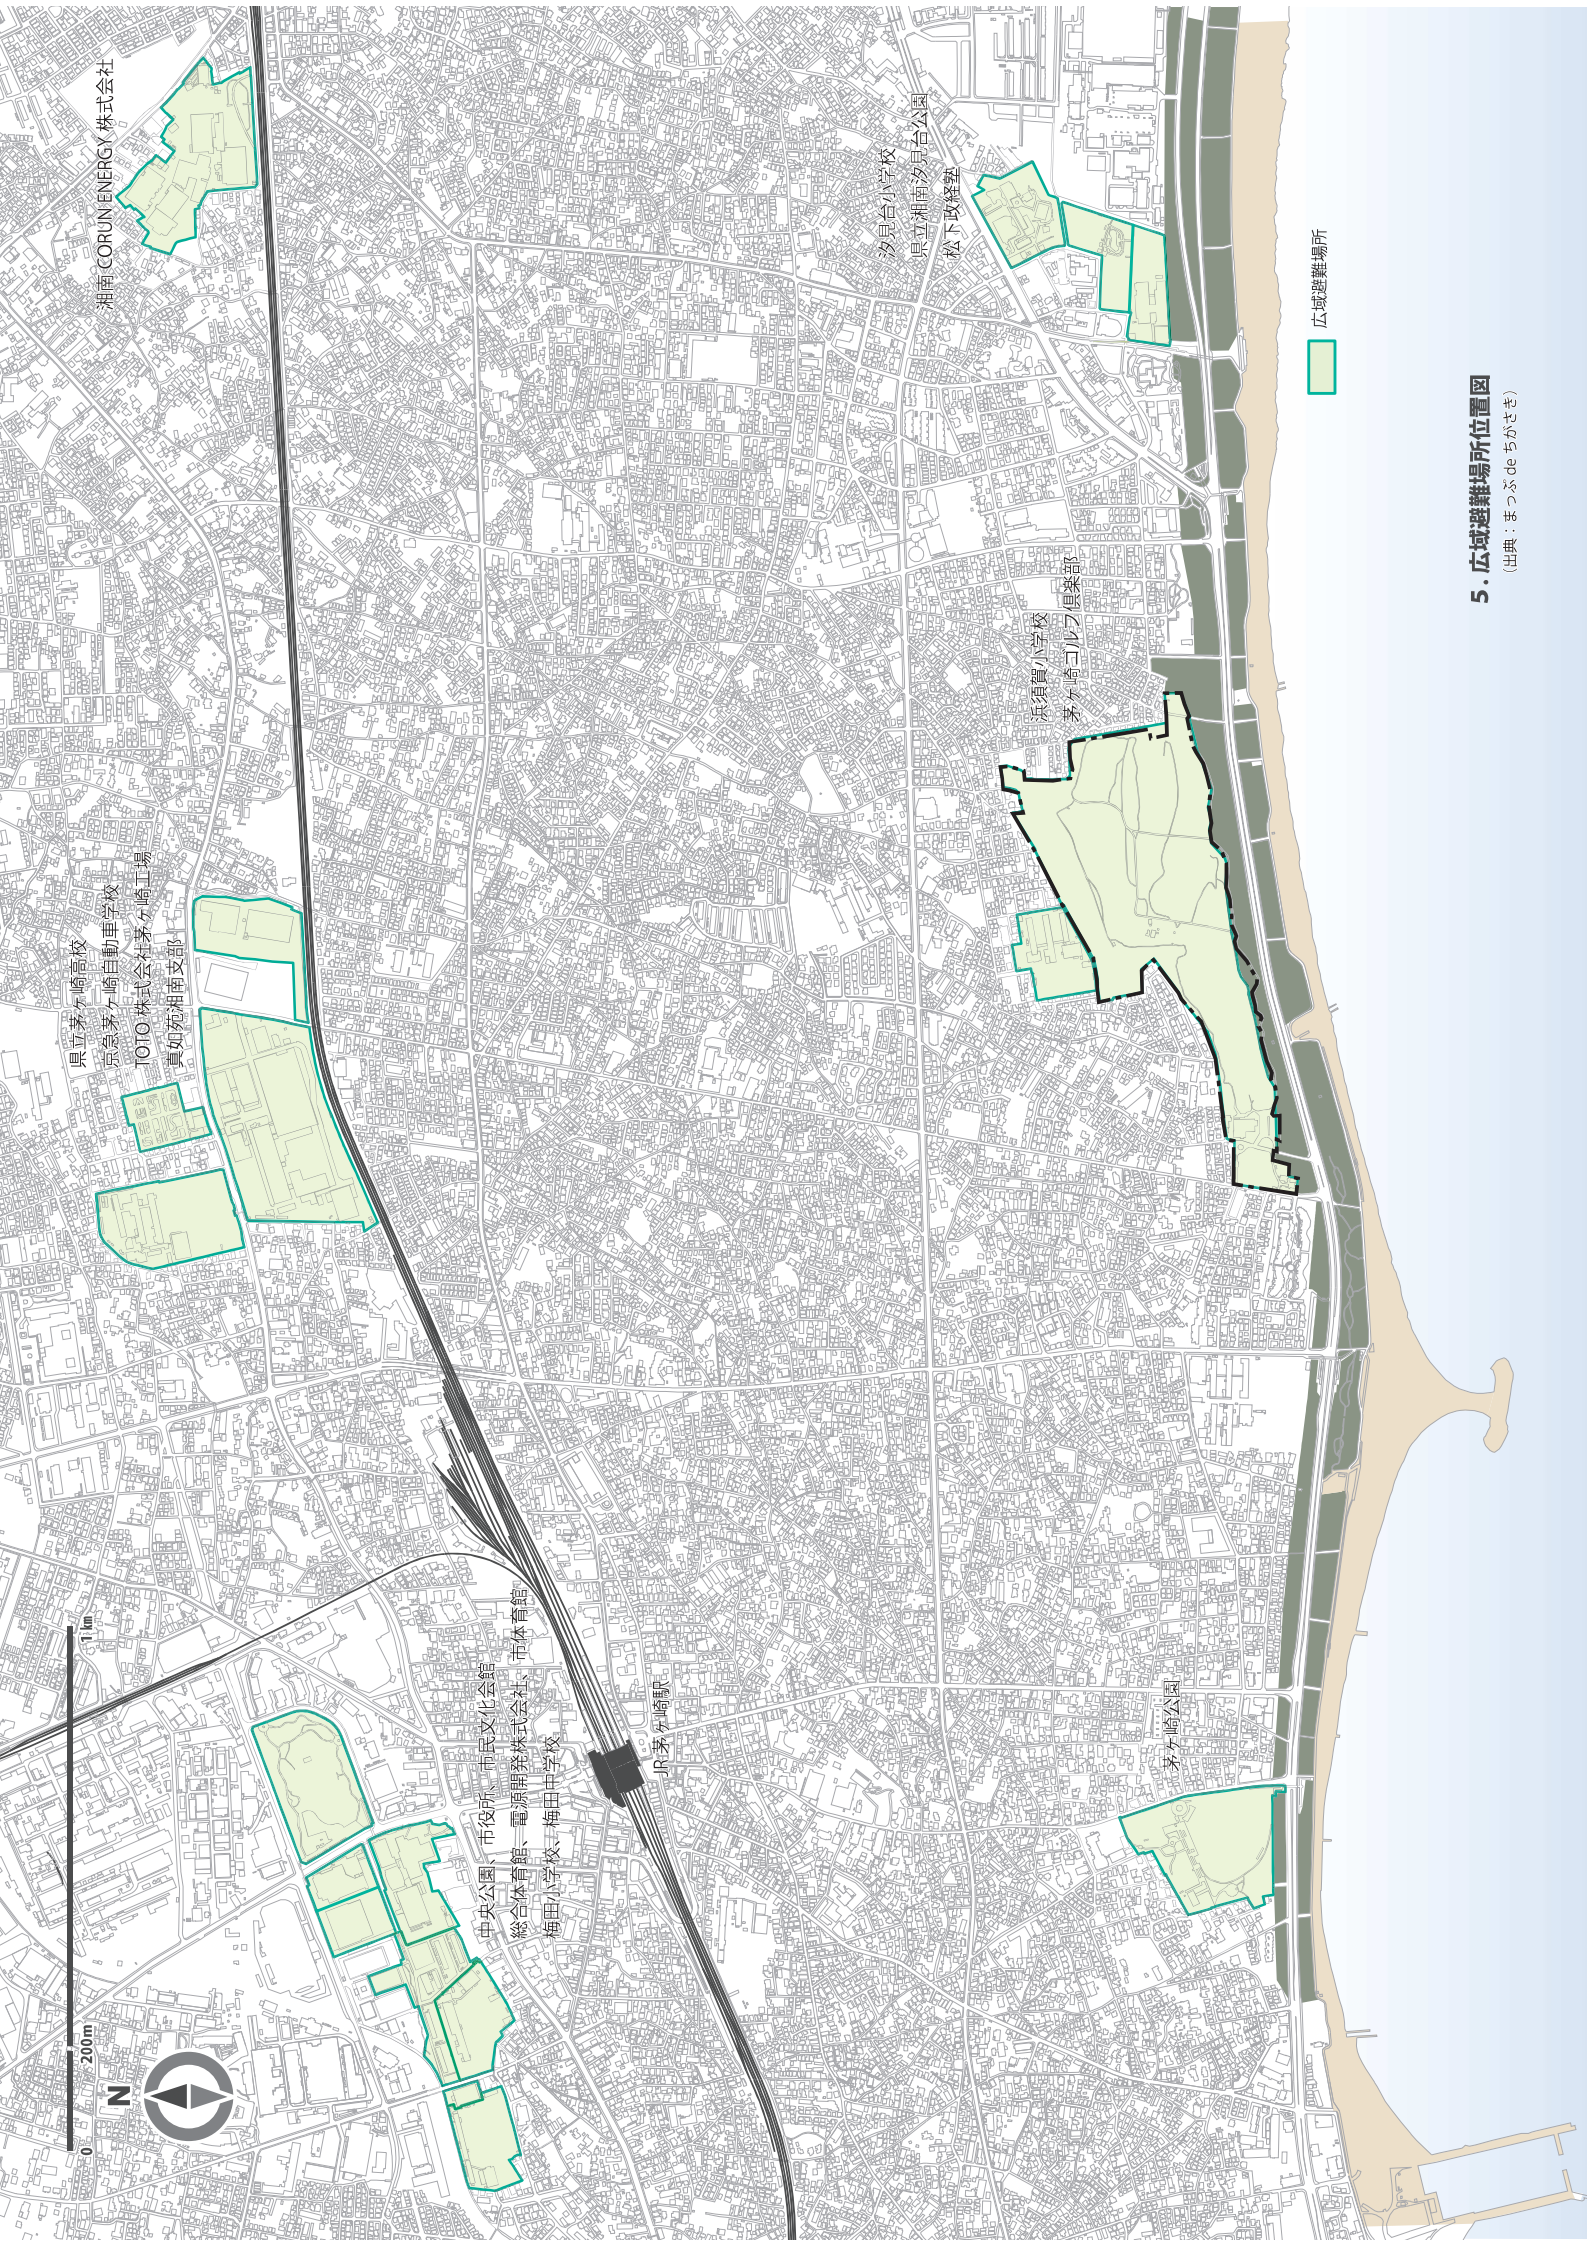 湘南 CORUN ENERGY 株式会社
県立茅ヶ崎高校
京急茅ヶ崎自動車学校
TOTO 株式会社茅ヶ崎工場
真如苑湘南支部
汐見台小学校
県立湘南汐見台公園
松下政経塾
浜須賀小学校
茅ヶ崎ゴルフ倶楽部
中央公園、市役所、市民文化会館
総合体育館、電源開発株式会社、市体育館
梅田小学校、梅田中学校
JR 茅ヶ崎駅
茅ヶ崎公園
N
0
200m
1 km
広域避難場所
5 . 広域避難場所位置図
（出典：まっぷ de ちがさき）